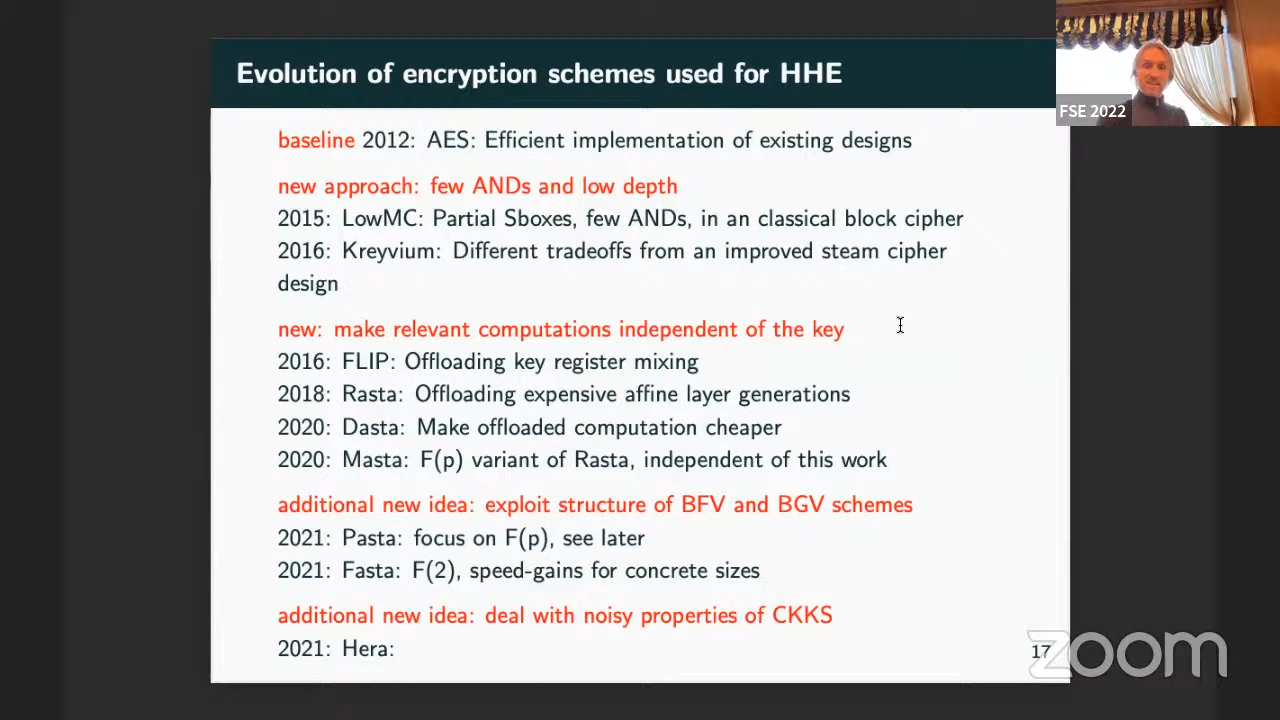 Evolution of encryption schemes used for HHE
FSE 2022
baseline 2012: AES: Efficient implementation of existing designs
new approach: few ANDs and low depth
2015: LowMC: Partial Sboxes, few ANDs, in an classical block cipher
2016: Kreyvium: Different tradeoffs from an improved steam cipher
design
new: make relevant computations independent of the key
2016: FLIP: Offloading key register mixing
2018: Rasta: Offloading expensive affine layer generations
2020: Dasta: Make offloaded computation cheaper
2020: Masta: F(p) variant of Rasta, independent of this work
additional new idea: exploit structure of BFV and BGV schemes
2021: Pasta: focus on F(p), see later
2021: Fasta: F(2), speed-gains for concrete sizes
additional new idea: deal with noisy properties of CKKS
2021: Hera:
17
zoom